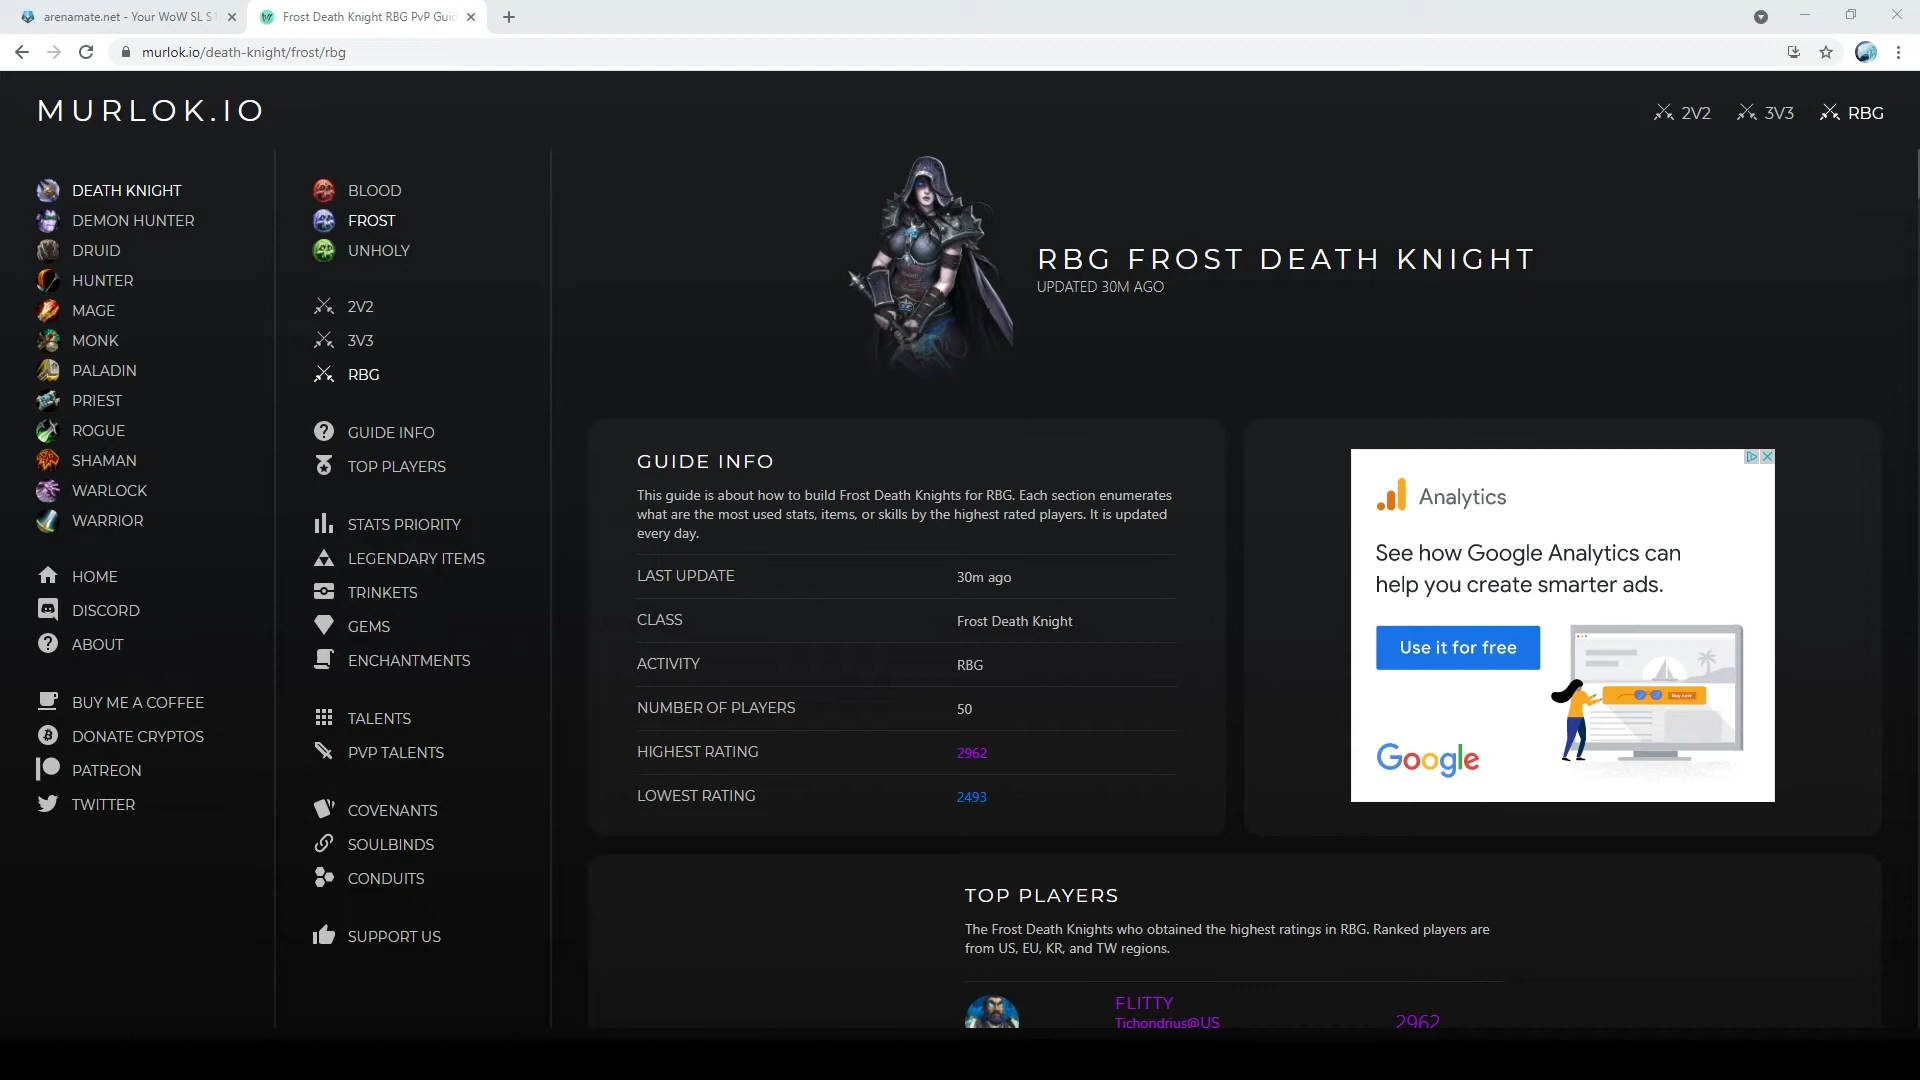 arenamate.net - Your WoW SL S
Frost Death Knight RBG PvP Guid
murlok.io/death-knight/frost/rbg
MURLOK.IO
2V2
3V3
RBG
DEATH KNIGHT
DEMON HUNTER
DRUID
HUNTER
MAGE
MONK
PALADIN
PRIEST
ROGUE
SHAMAN
WARLOCK
WARRIOR
HOME
DISCORD
ABOUT
BUY ME A COFFEE
DONATE CRYPTOS
PATREON
TWITTER
BLOOD
FROST
UNHOLY
2V2
3V3
RBG
GUIDE INFO
TOP PLAYERS
STATS PRIORITY
LEGENDARY ITEMS
TRINKETS
GEMS
ENCHANTMENTS
TALENTS
PVP TALENTS
COVENANTS
SOULBINDS
CONDUITS
SUPPORT US
RBG FROST DEATH KNIGHT
UPDATED 30M AGO
GUIDE INFO
This guide is about how to build Frost Death Knights for RBG. Each section enumerates
what are the most used stats, items, or skills by the highest rated players. It is updated
every day.
LAST UPDATE 30m ago
CLASS Frost Death Knight
ACTIVITY RBG
NUMBER OF PLAYERS 50
HIGHEST RATING 2962
LOWEST RATING 2493
Analytics
See how Google Analytics can
help you create smarter ads.
Use it for free
Buy now
Google
TOP PLAYERS
The Frost Death Knights who obtained the highest ratings in RBG. Ranked players are
from US, EU, KR, and TW regions.
FLITTY
Tichondrius@US
2962